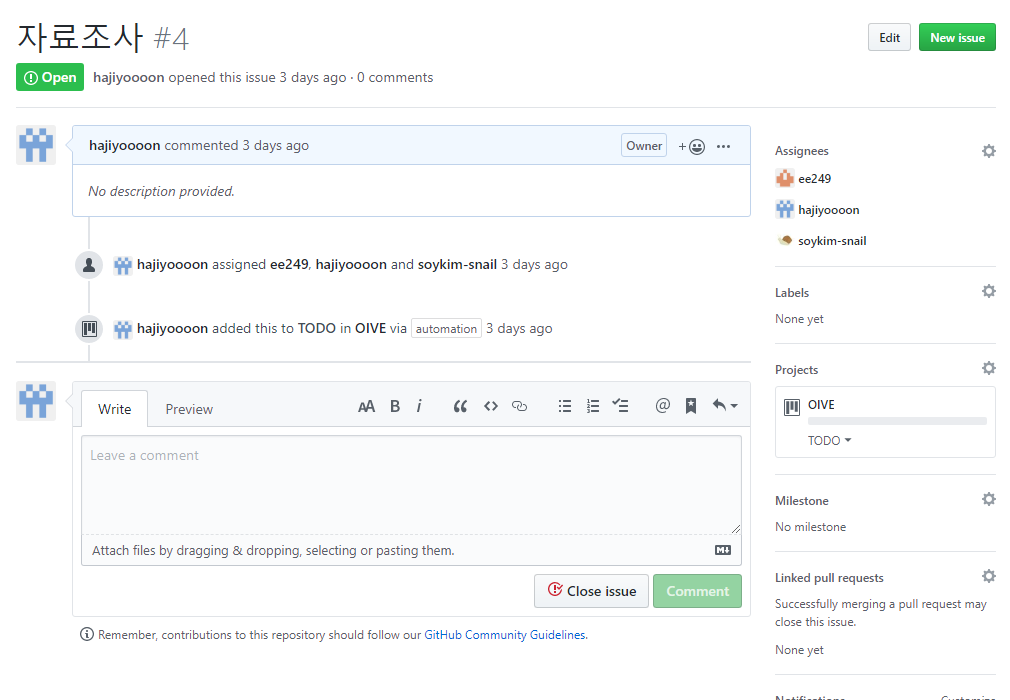 자료조사 #4
Edit
New issue
Open
hajiyoooon opened this issue 3 days ago · 0 comments
hajiyoooon commented 3 days ago
Owner
No description provided.
hajiyoooon assigned ee249, hajiyoooon and soykim-snail 3 days ago
hajiyoooon added this to TODO in OIVE via automation 3 days ago
Write
Preview
AA B i
Leave a comment
Attach files by dragging & dropping, selecting or pasting them.
Close issue
Comment
Remember, contributions to this repository should follow our GitHub Community Guidelines.
Assignees
ee249
hajiyoooon
soykim-snail
Labels
None yet
Projects
OIVE
TODO
Milestone
No milestone
Linked pull requests
Successfully merging a pull request may
close this issue.
None yet
Notifications
Customize